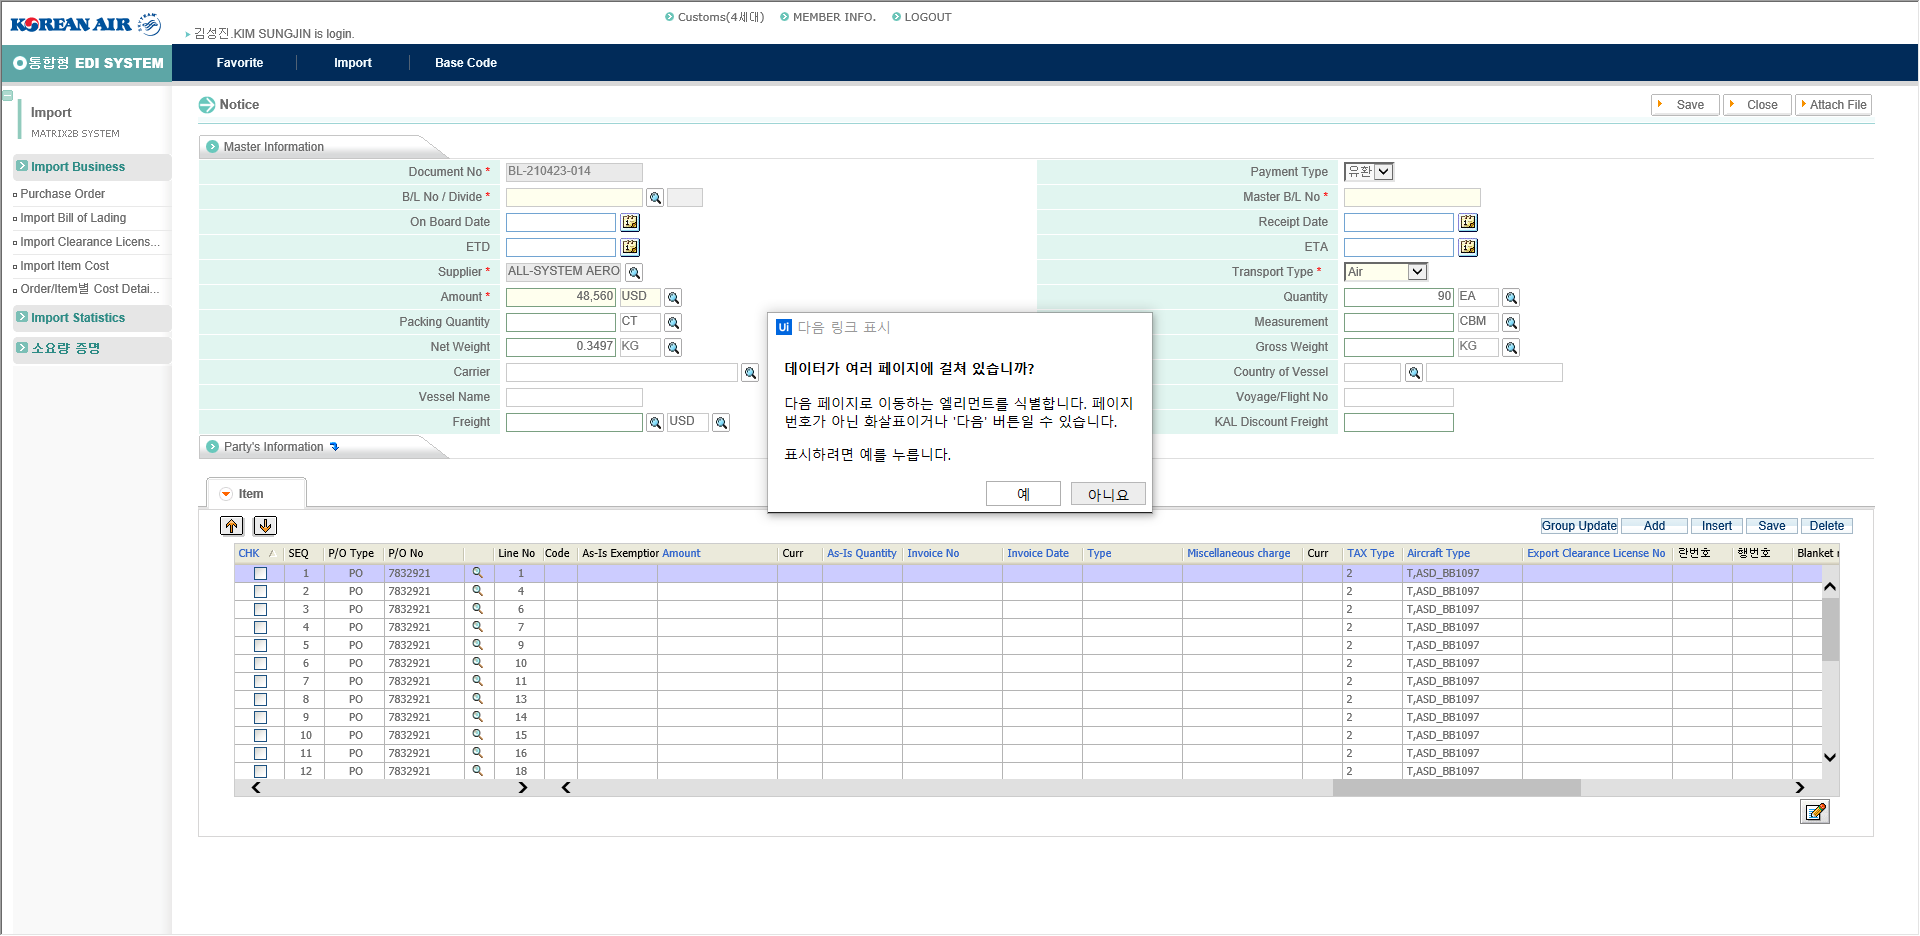 KOREAN AIR
Customs(4세대) MEMBER INFO. LOGOUT
김성진.KIM SUNGJIN is login.
통합형 EDI SYSTEM
Favorite Import Base Code
Import
MATRIX2B SYSTEM
Import Business
Purchase Order
Import Bill of Lading
Import Clearance Licens...
Import Item Cost
Order/Item별 Cost Detai...
Import Statistics
소요량 증명
Notice
Save Close Attach File
Master Information
Document No * BL-210423-014 Payment Type 유환
B/L No / Divide * Master B/L No *
On Board Date Receipt Date
ETD ETA
Supplier * ALL-SYSTEM AERO Transport Type * Air
Amount * 48,560 USD Quantity 90 EA
Packing Quantity CT Measurement CBM
Net Weight 0.3497 KG Gross Weight KG
Carrier Country of Vessel
Vessel Name Voyage/Flight No
Freight USD KAL Discount Freight
Party's Information
Ui 다음 링크 표시
데이터가 여러 페이지에 걸쳐 있습니까?
다음 페이지로 이동하는 엘리먼트를 식별합니다. 페이지
번호가 아닌 화살표이거나 '다음' 버튼일 수 있습니다.
표시하려면 예를 누릅니다.
예 아니요
Item
Group Update Add Insert Save Delete
CHK SEQ P/O Type P/O No Line No Code As-Is Exemption Amount Curr As-Is Quantity Invoice No Invoice Date Type Miscellaneous charge Curr TAX Type Aircraft Type Export Clearance License No 란번호 행번호 Blanket
1 PO 7832921 1 2 T,ASD_BB1097
2 PO 7832921 4 2 T,ASD_BB1097
3 PO 7832921 6 2 T,ASD_BB1097
4 PO 7832921 7 2 T,ASD_BB1097
5 PO 7832921 9 2 T,ASD_BB1097
6 PO 7832921 10 2 T,ASD_BB1097
7 PO 7832921 11 2 T,ASD_BB1097
8 PO 7832921 13 2 T,ASD_BB1097
9 PO 7832921 14 2 T,ASD_BB1097
10 PO 7832921 15 2 T,ASD_BB1097
11 PO 7832921 16 2 T,ASD_BB1097
12 PO 7832921 18 2 T,ASD_BB1097